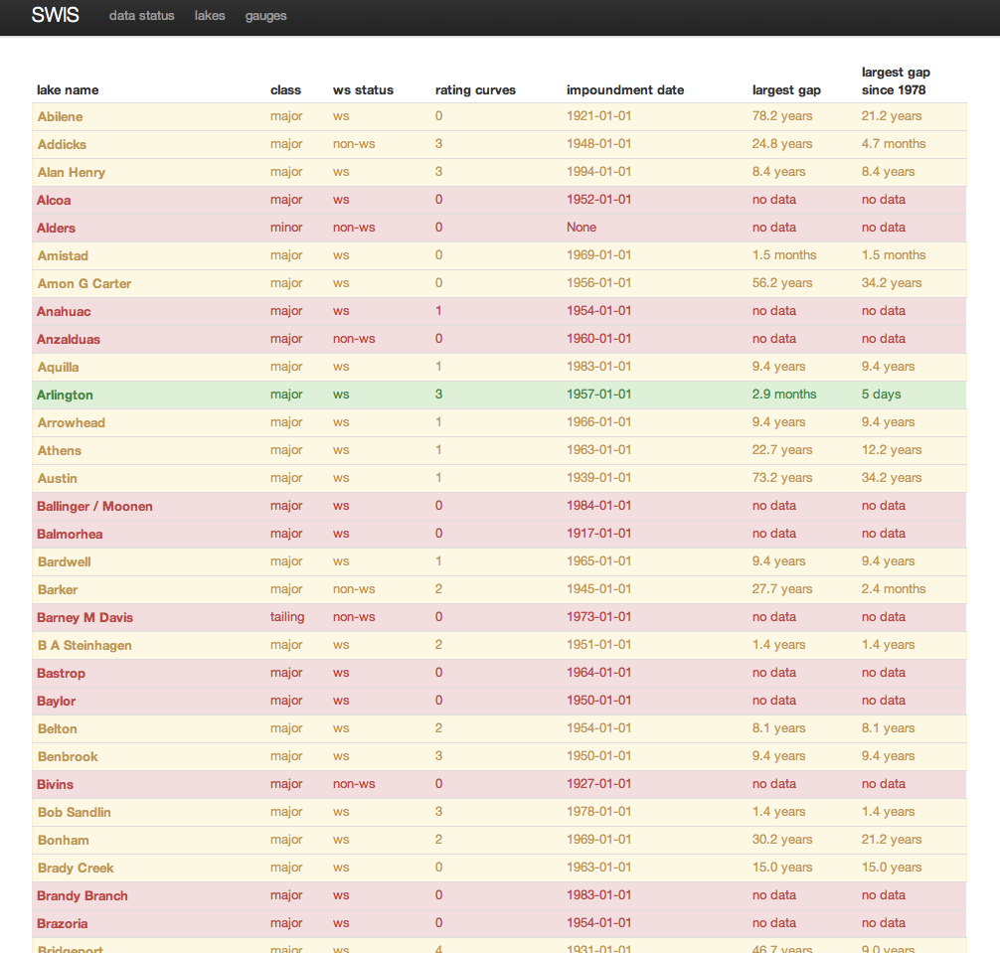 SWIS data status lakes gauges
largest gap
lake name class ws status rating curves impoundment date largest gap since 1978
Abilene major ws 0 1921-01-01 78.2 years 21.2 years
Addicks major non-ws 3 1948-01-01 24.8 years 4.7 months
Alan Henry major ws 3 1994-01-01 8.4 years 8.4 years
Alcoa major ws 0 1952-01-01 no data no data
Alders minor non-ws 0 None no data no data
Amistad major ws 0 1969-01-01 1.5 months 1.5 months
Amon G Carter major ws 0 1956-01-01 56.2 years 34.2 years
Anahuac major ws 1 1954-01-01 no data no data
Anzalduas major non-ws 0 1960-01-01 no data no data
Aquilla major ws 1 1983-01-01 9.4 years 9.4 years
Arlington major ws 3 1957-01-01 2.9 months 5 days
Arrowhead major ws 1 1966-01-01 9.4 years 9.4 years
Athens major ws 1 1963-01-01 22.7 years 12.2 years
Austin major ws 1 1939-01-01 73.2 years 34.2 years
Ballinger / Moonen major ws 0 1984-01-01 no data no data
Balmorhea major ws 0 1917-01-01 no data no data
Bardwell major ws 1 1965-01-01 9.4 years 9.4 years
Barker major non-ws 2 1945-01-01 27.7 years 2.4 months
Barney M Davis tailing non-ws 0 1973-01-01 no data no data
B A Steinhagen major ws 2 1951-01-01 1.4 years 1.4 years
Bastrop major ws 0 1964-01-01 no data no data
Baylor major ws 0 1950-01-01 no data no data
Belton major ws 2 1954-01-01 8.1 years 8.1 years
Benbrook major ws 3 1950-01-01 9.4 years 9.4 years
Bivins major non-ws 0 1927-01-01 no data no data
Bob Sandlin major ws 3 1978-01-01 1.4 years 1.4 years
Bonham major ws 2 1969-01-01 30.2 years 21.2 years
Brady Creek major ws 0 1963-01-01 15.0 years 15.0 years
Brandy Branch major ws 0 1983-01-01 no data no data
Brazoria major ws 0 1954-01-01 no data no data
Bridgeport major ws 4 1931-01-01 46.7 years 9.0 years